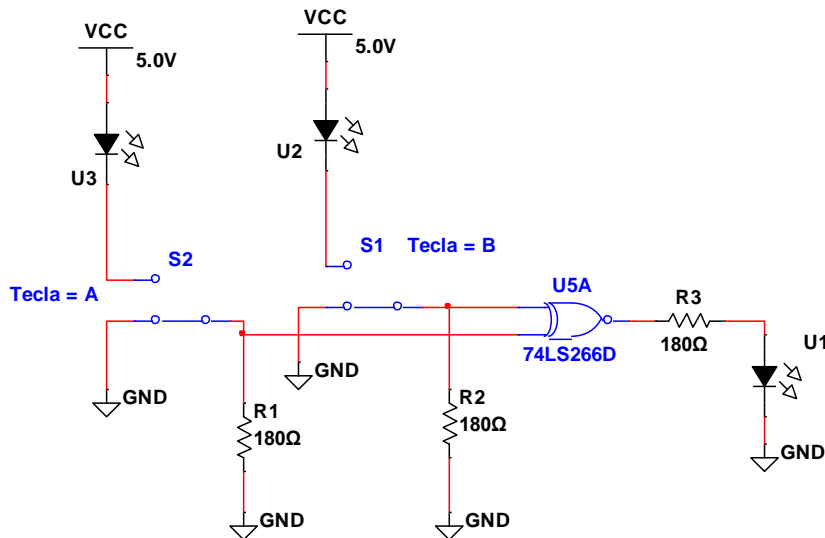 VCC
5.0V
VCC
5.0V
U3
U2
S2
S1
Tecla = B
Tecla = A
U5A
74LS266D
R3
180Ω
U1
GND
GND
R1
180Ω
R2
180Ω
GND
GND
GND